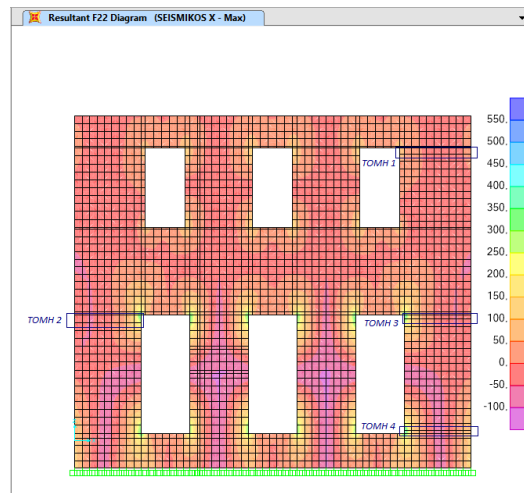 Resultant F22 Diagram (SEISMIKOS X - Max)
550.
500.
450.
400.
350.
300.
250.
200.
150.
100.
50.
0.
-50.
-100.
TOMH 1
TOMH 2
TOMH 3
TOMH 4